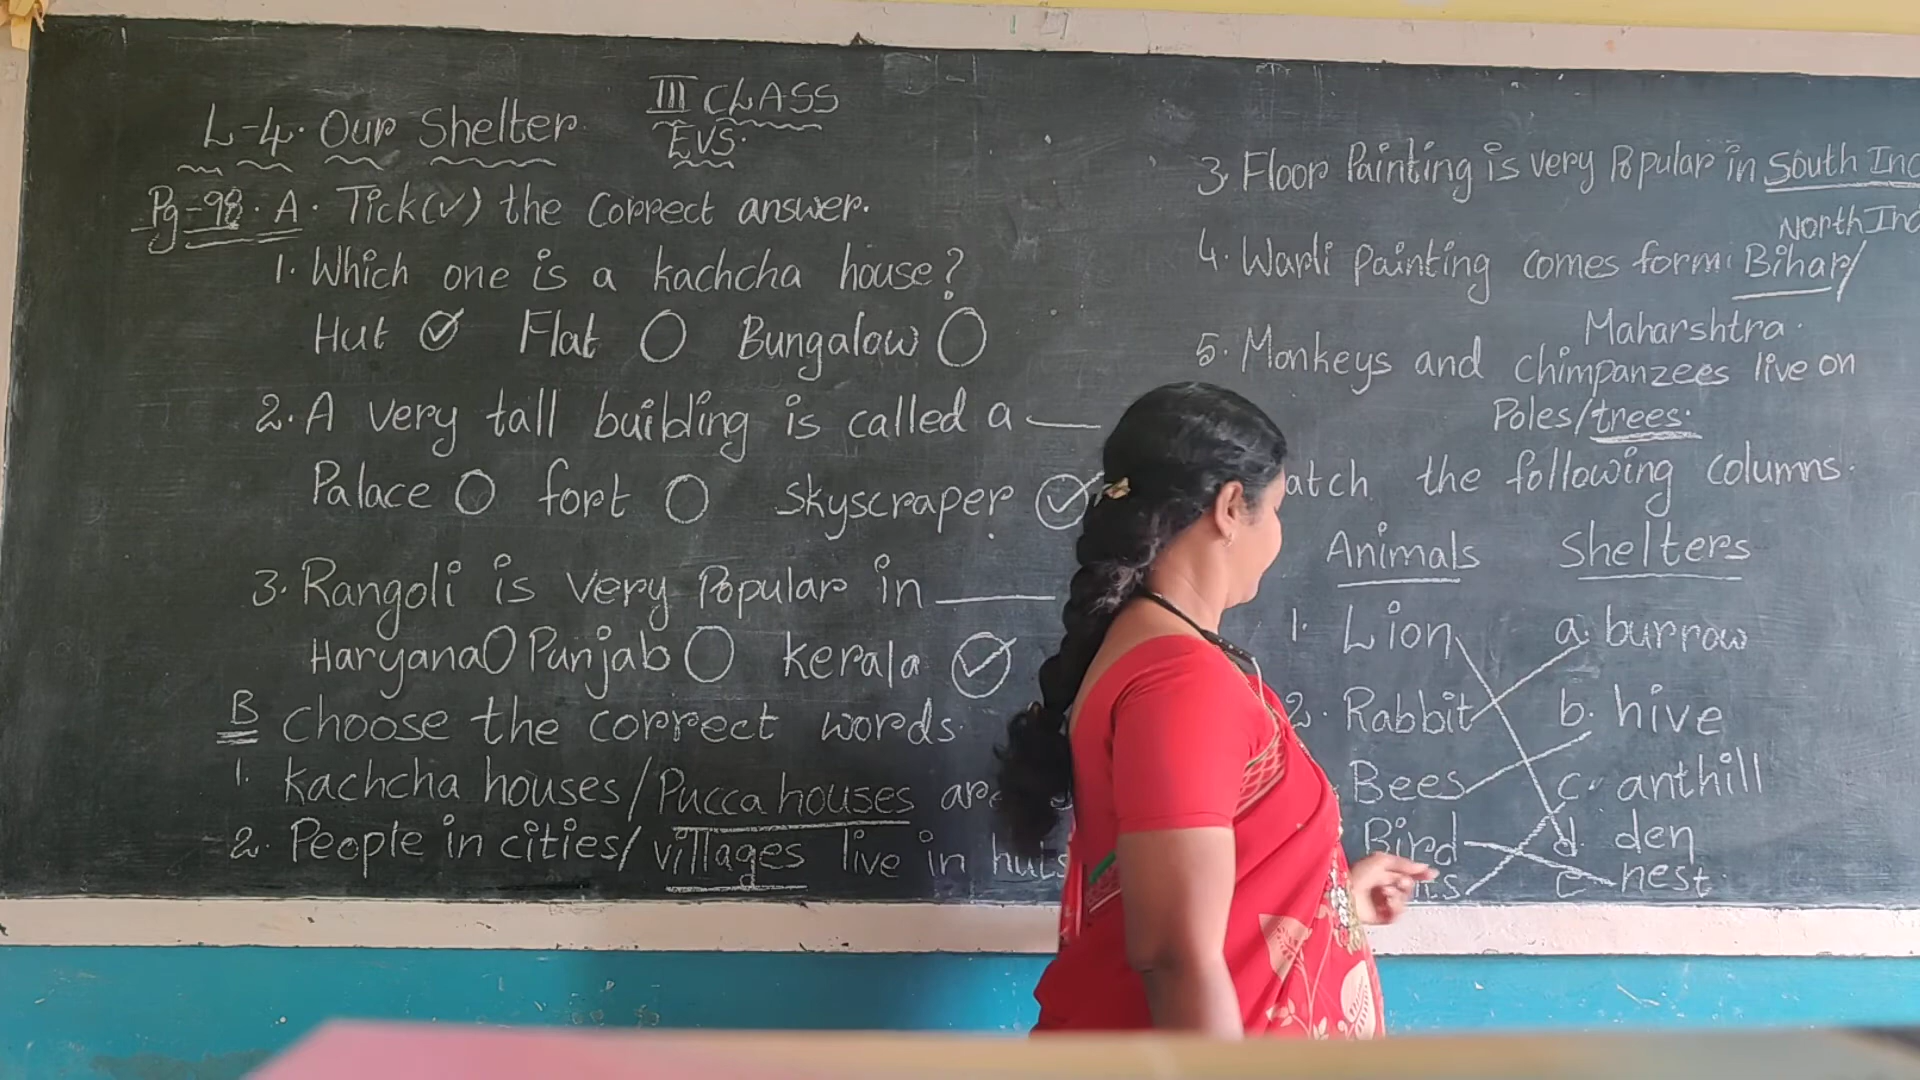 III CLASS
L-4. Our Shelter
EVS.
Pg-98. A. Tick(✓) the correct answer.
1. Which one is a kachcha house?
Hut ✓ Flat ○ Bungalow ○
2. A very tall building is called a ___
Palace ○ fort ○ skyscraper ✓
3. Rangoli is very Popular in ___
Haryana ○ Punjab ○ kerala ✓
B choose the correct words.
1. kachcha houses/Pucca houses are
2. People in cities/villages live in huts
3. Floor Painting is very Popular in South Ind
North Ind
4. Warli Painting comes form: Bihar/
Maharshtra.
5. Monkeys and chimpanzees live on
Poles/trees.
atch the following columns.
Animals Shelters
1. Lion a burrow
2. Rabbit b. hive
Bees c. anthill
Bird d. den
nest.